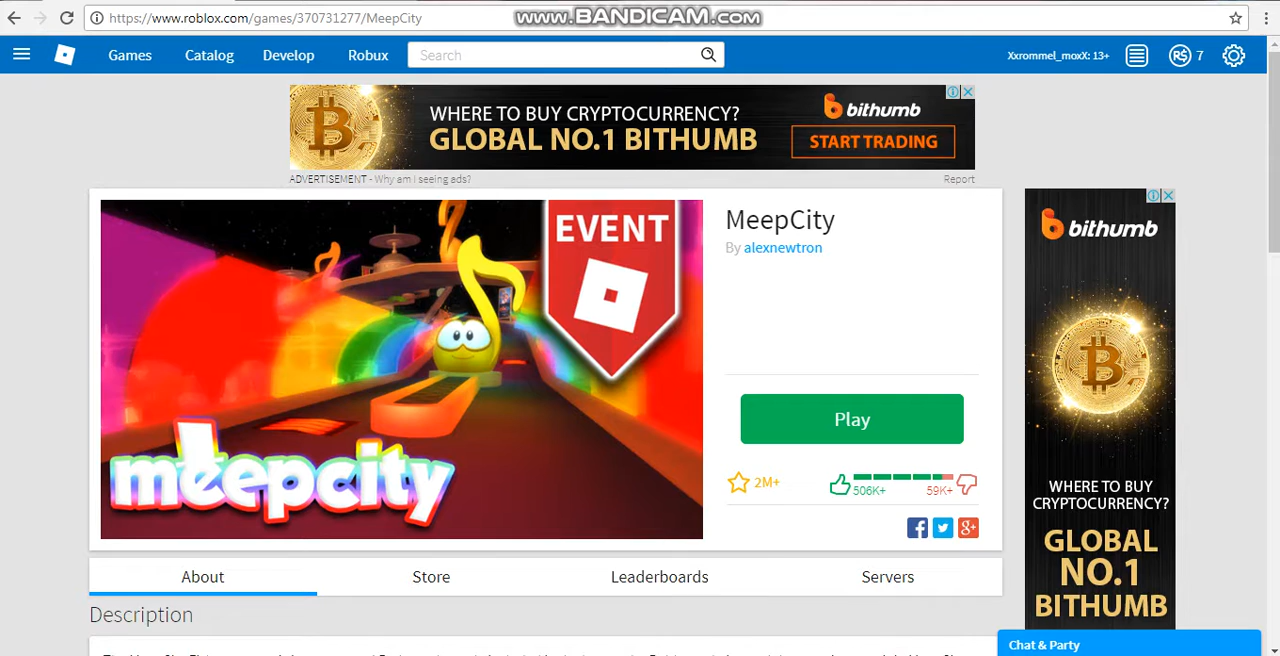 https://www.roblox.com/games/370731277/MeepCity
www.BANDICAM.com
Games
Catalog
Develop
Robux
Search
Xxrommel_moxX: 13+
R$ 7
WHERE TO BUY CRYPTOCURRENCY?
GLOBAL NO.1 BITHUMB
bithumb
START TRADING
ADVERTISEMENT - Why am I seeing ads?
Report
EVENT
meepcity
MeepCity
By alexnewtron
Play
2M+
506K+
59K+
bithumb
WHERE TO BUY
CRYPTOCURRENCY?
GLOBAL
NO.1
BITHUMB
About
Store
Leaderboards
Servers
Description
Chat & Party